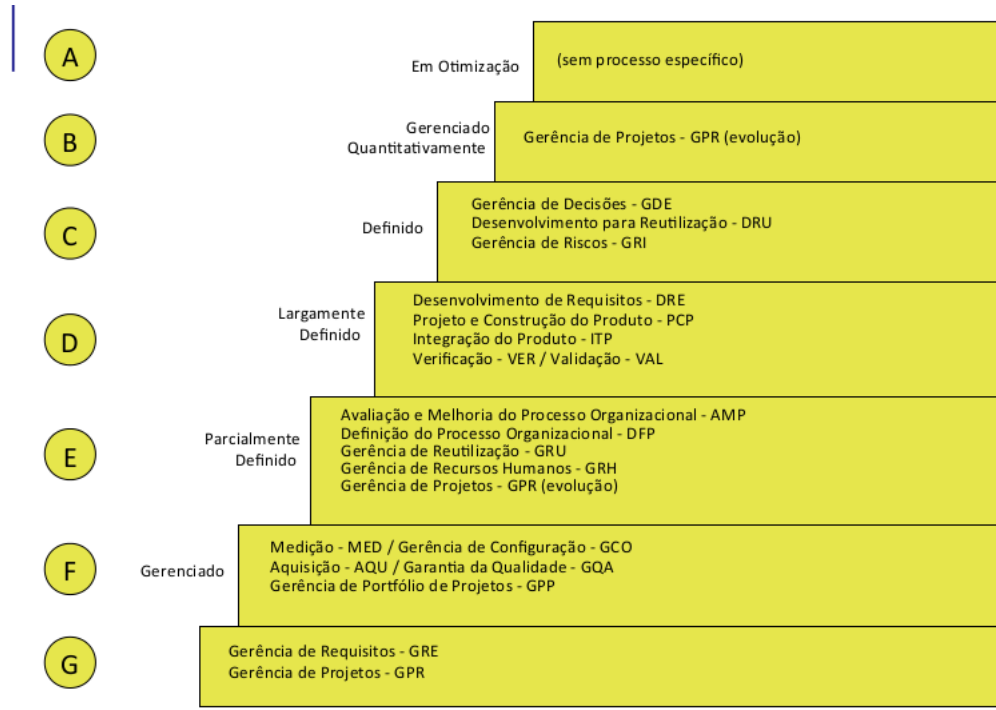 A
Em Otimização
(sem processo específico)
B
Gerenciado
Quantitativamente
Gerência de Projetos - GPR (evolução)
C
Definido
Gerência de Decisões - GDE
Desenvolvimento para Reutilização - DRU
Gerência de Riscos - GRI
D
Largamente
Definido
Desenvolvimento de Requisitos - DRE
Projeto e Construção do Produto - PCP
Integração do Produto - ITP
Verificação - VER / Validação - VAL
E
Parcialmente
Definido
Avaliação e Melhoria do Processo Organizacional - AMP
Definição do Processo Organizacional - DFP
Gerência de Reutilização - GRU
Gerência de Recursos Humanos - GRH
Gerência de Projetos - GPR (evolução)
F
Gerenciado
Medição - MED / Gerência de Configuração - GCO
Aquisição - AQU / Garantia da Qualidade - GQA
Gerência de Portfólio de Projetos - GPP
G
Gerência de Requisitos - GRE
Gerência de Projetos - GPR